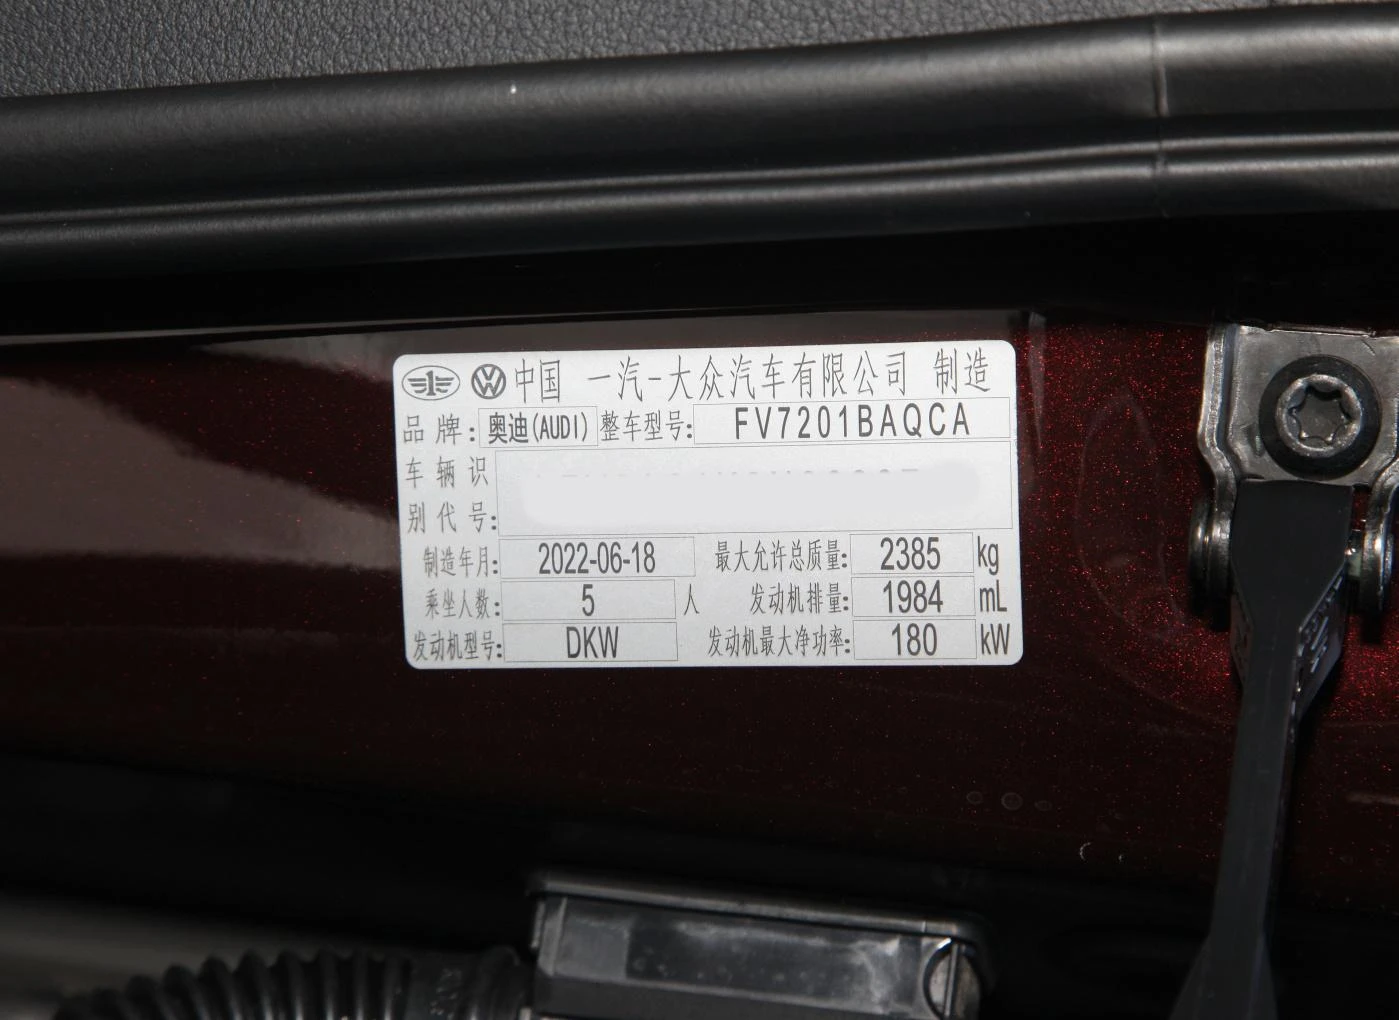 中国 一汽-大众汽车有限公司 制造
品牌: 奥迪(AUDI) 整车型号: FV7201BAQCA
车辆识
别代号:
制造年月: 2022-06-18 最大允许总质量: 2385 kg
乘坐人数: 5 人 发动机排量: 1984 mL
发动机型号: DKW 发动机最大净功率: 180 kW